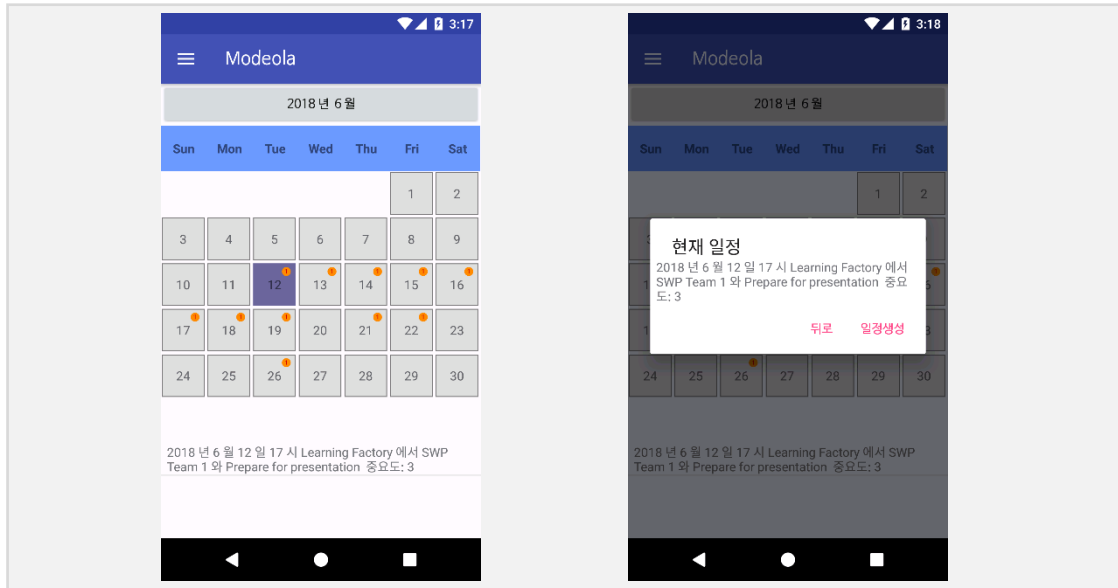 3:17
Modeola
2018 년 6 월
Sun Mon Tue Wed Thu Fri Sat
1 2
3 4 5 6 7 8 9
10 11 12 13 14 15 16
17 18 19 20 21 22 23
24 25 26 27 28 29 30
2018 년 6 월 12 일 17 시 Learning Factory 에서 SWP
Team 1 와 Prepare for presentation 중요도: 3
3:18
Modeola
2018 년 6 월
Sun Mon Tue Wed Thu Fri Sat
1 2
현재 일정
2018 년 6 월 12 일 17 시 Learning Factory 에서
SWP Team 1 와 Prepare for presentation 중요
도: 3
뒤로 일정생성
24 25 26 27 28 29 30
2018 년 6 월 12 일 17 시 Learning Factory 에서 SWP
Team 1 와 Prepare for presentation 중요도: 3